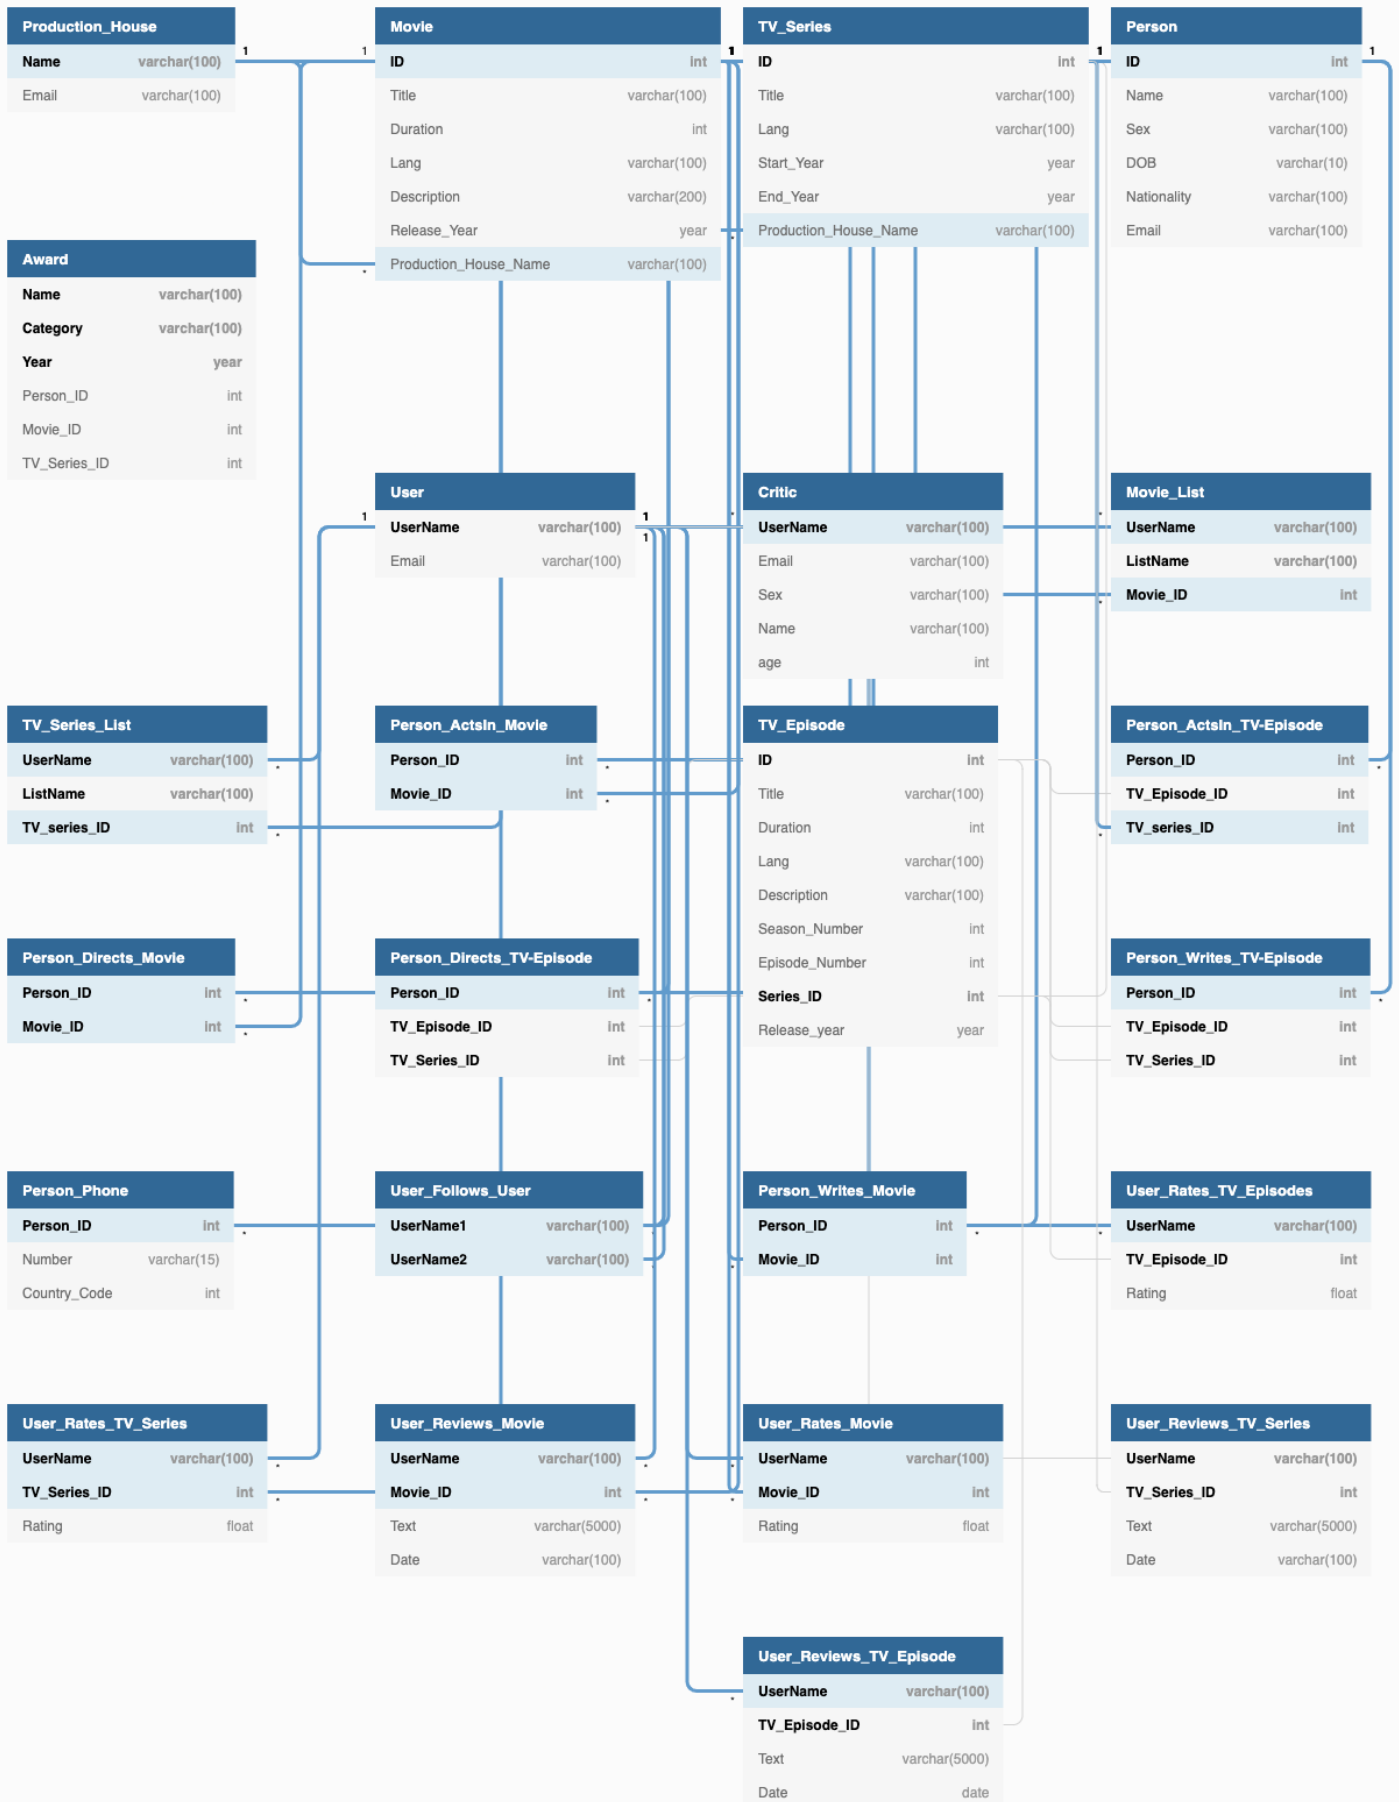 Production_House
Name varchar(100)
Email varchar(100)
Movie
ID int
Title varchar(100)
Duration int
Lang varchar(100)
Description varchar(200)
Release_Year year
Production_House_Name varchar(100)
TV_Series
ID int
Title varchar(100)
Lang varchar(100)
Start_Year year
End_Year year
Production_House_Name varchar(100)
Person
ID int
Name varchar(100)
Sex varchar(100)
DOB varchar(10)
Nationality varchar(100)
Email varchar(100)
1
1
1
1
1
Award
Name varchar(100)
Category varchar(100)
Year year
Person_ID int
Movie_ID int
TV_Series_ID int
User
UserName varchar(100)
Email varchar(100)
1
1
1
Critic
UserName varchar(100)
Email varchar(100)
Sex varchar(100)
Name varchar(100)
age int
Movie_List
UserName varchar(100)
ListName varchar(100)
Movie_ID int
TV_Series_List
UserName varchar(100)
ListName varchar(100)
TV_series_ID int
Person_ActsIn_Movie
Person_ID int
Movie_ID int
TV_Episode
ID int
Title varchar(100)
Duration int
Lang varchar(100)
Description varchar(100)
Season_Number int
Episode_Number int
Series_ID int
Release_year year
Person_ActsIn_TV-Episode
Person_ID int
TV_Episode_ID int
TV_series_ID int
Person_Directs_Movie
Person_ID int
Movie_ID int
Person_Directs_TV-Episode
Person_ID int
TV_Episode_ID int
TV_Series_ID int
Person_Writes_TV-Episode
Person_ID int
TV_Episode_ID int
TV_Series_ID int
Person_Phone
Person_ID int
Number varchar(15)
Country_Code int
User_Follows_User
UserName1 varchar(100)
UserName2 varchar(100)
Person_Writes_Movie
Person_ID int
Movie_ID int
User_Rates_TV_Episodes
UserName varchar(100)
TV_Episode_ID int
Rating float
User_Rates_TV_Series
UserName varchar(100)
TV_Series_ID int
Rating float
User_Reviews_Movie
UserName varchar(100)
Movie_ID int
Text varchar(5000)
Date varchar(100)
User_Rates_Movie
UserName varchar(100)
Movie_ID int
Rating float
User_Reviews_TV_Series
UserName varchar(100)
TV_Series_ID int
Text varchar(5000)
Date varchar(100)
User_Reviews_TV_Episode
UserName varchar(100)
TV_Episode_ID int
Text varchar(5000)
Date date